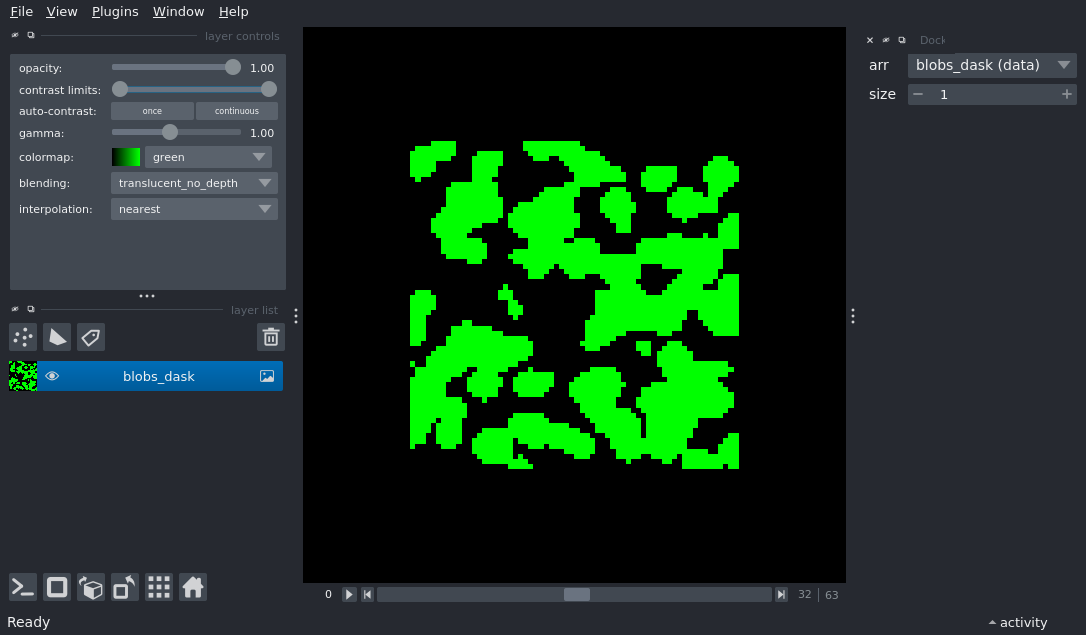 File View Plugins Window Help
layer controls
opacity: 1.00
contrast limits:
auto-contrast: once continuous
gamma: 1.00
colormap: green
blending: translucent_no_depth
interpolation: nearest
layer list
blobs_dask
Dock
arr blobs_dask (data)
size 1
0 32 63
Ready
activity